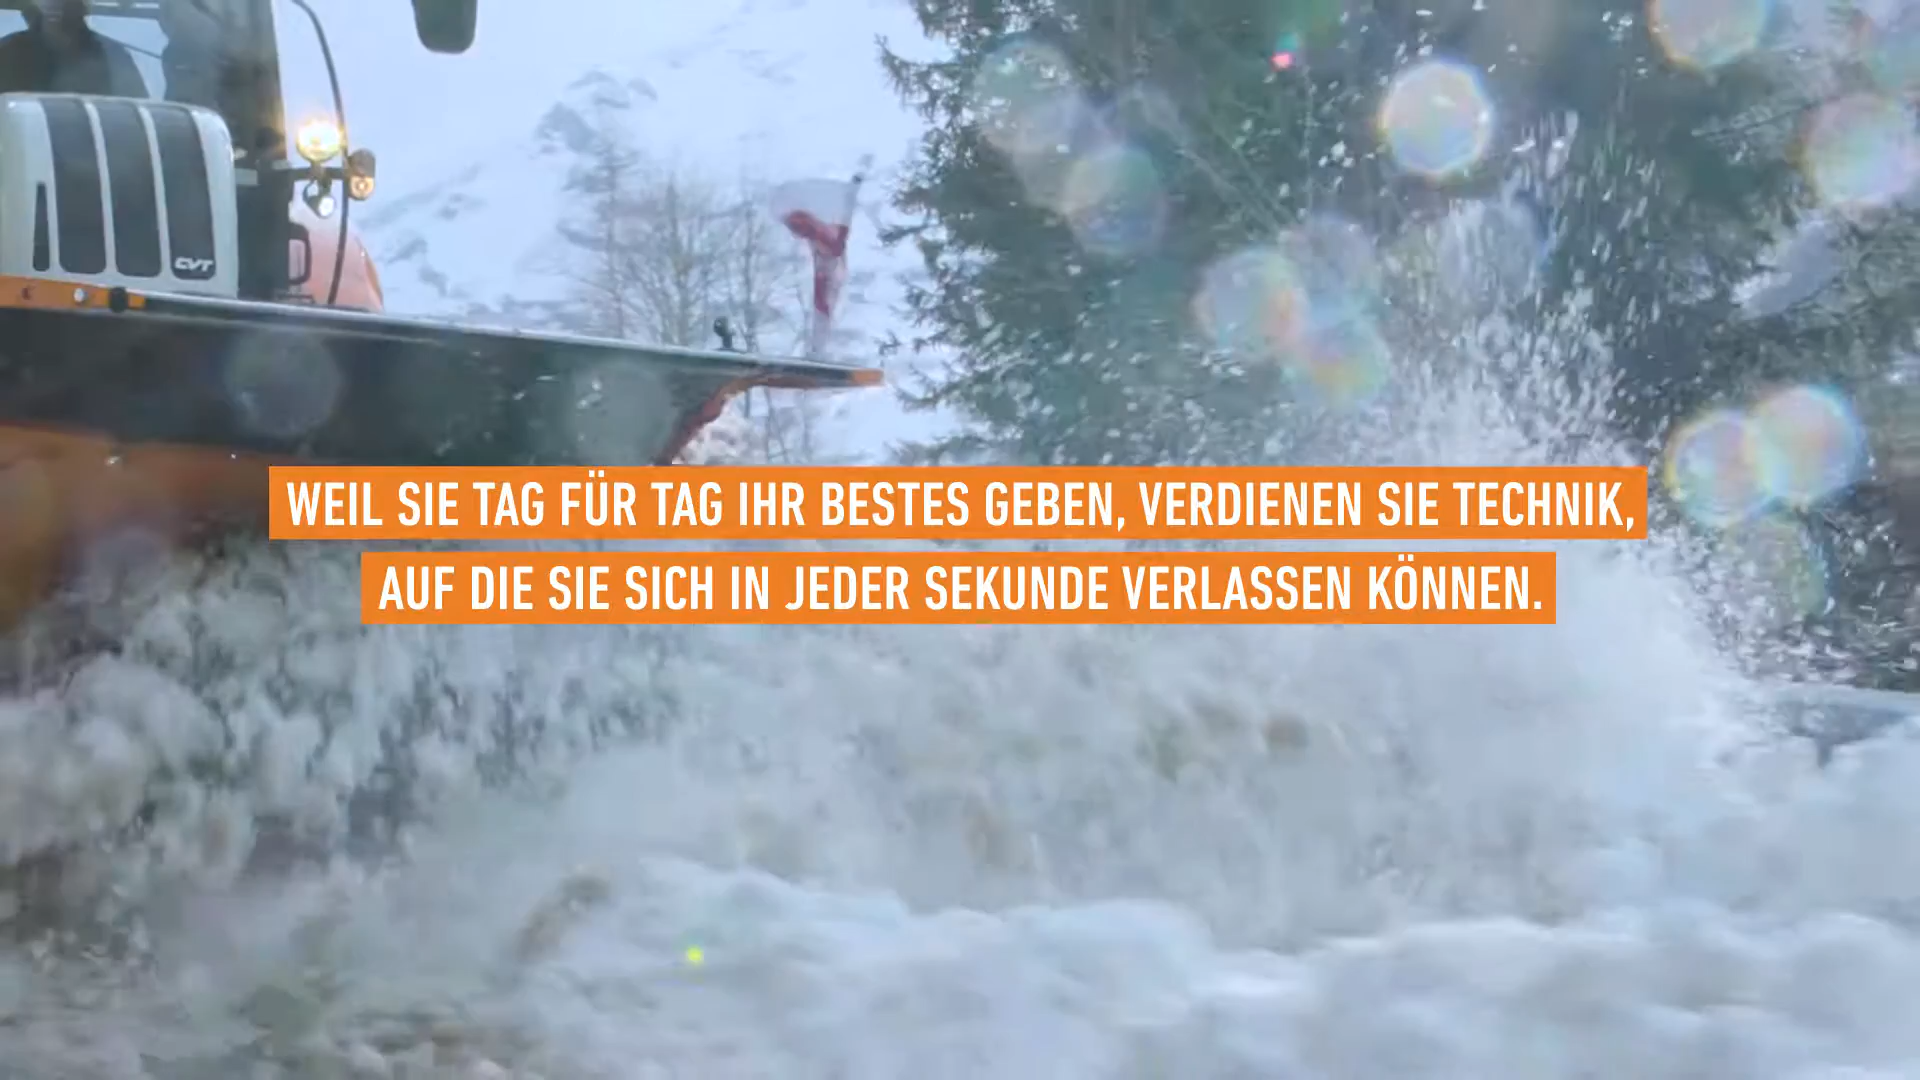 CVT
WEIL SIE TAG FÜR TAG IHR BESTES GEBEN, VERDIENEN SIE TECHNIK,
AUF DIE SIE SICH IN JEDER SEKUNDE VERLASSEN KÖNNEN.